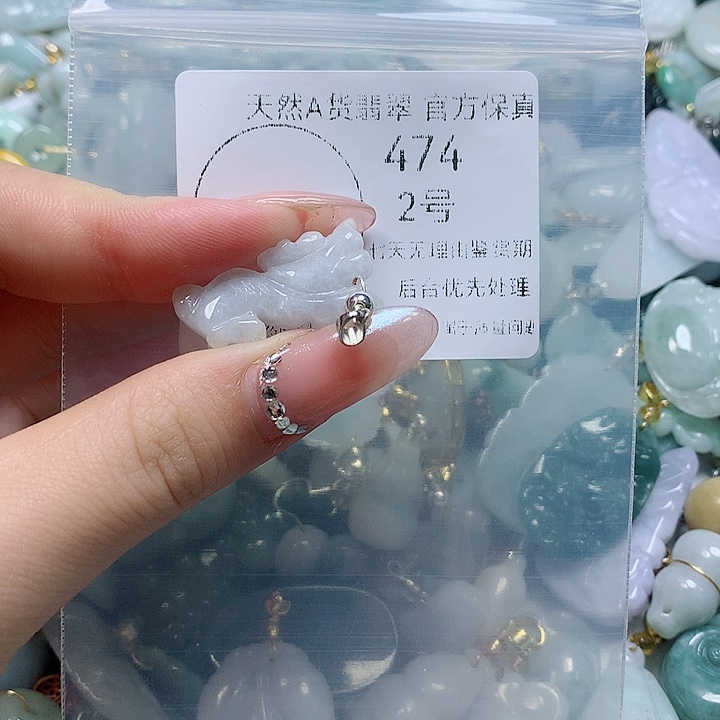 天然A货翡翠 官方保真
474
2号
七天无理由鉴赏期
后台优先处理